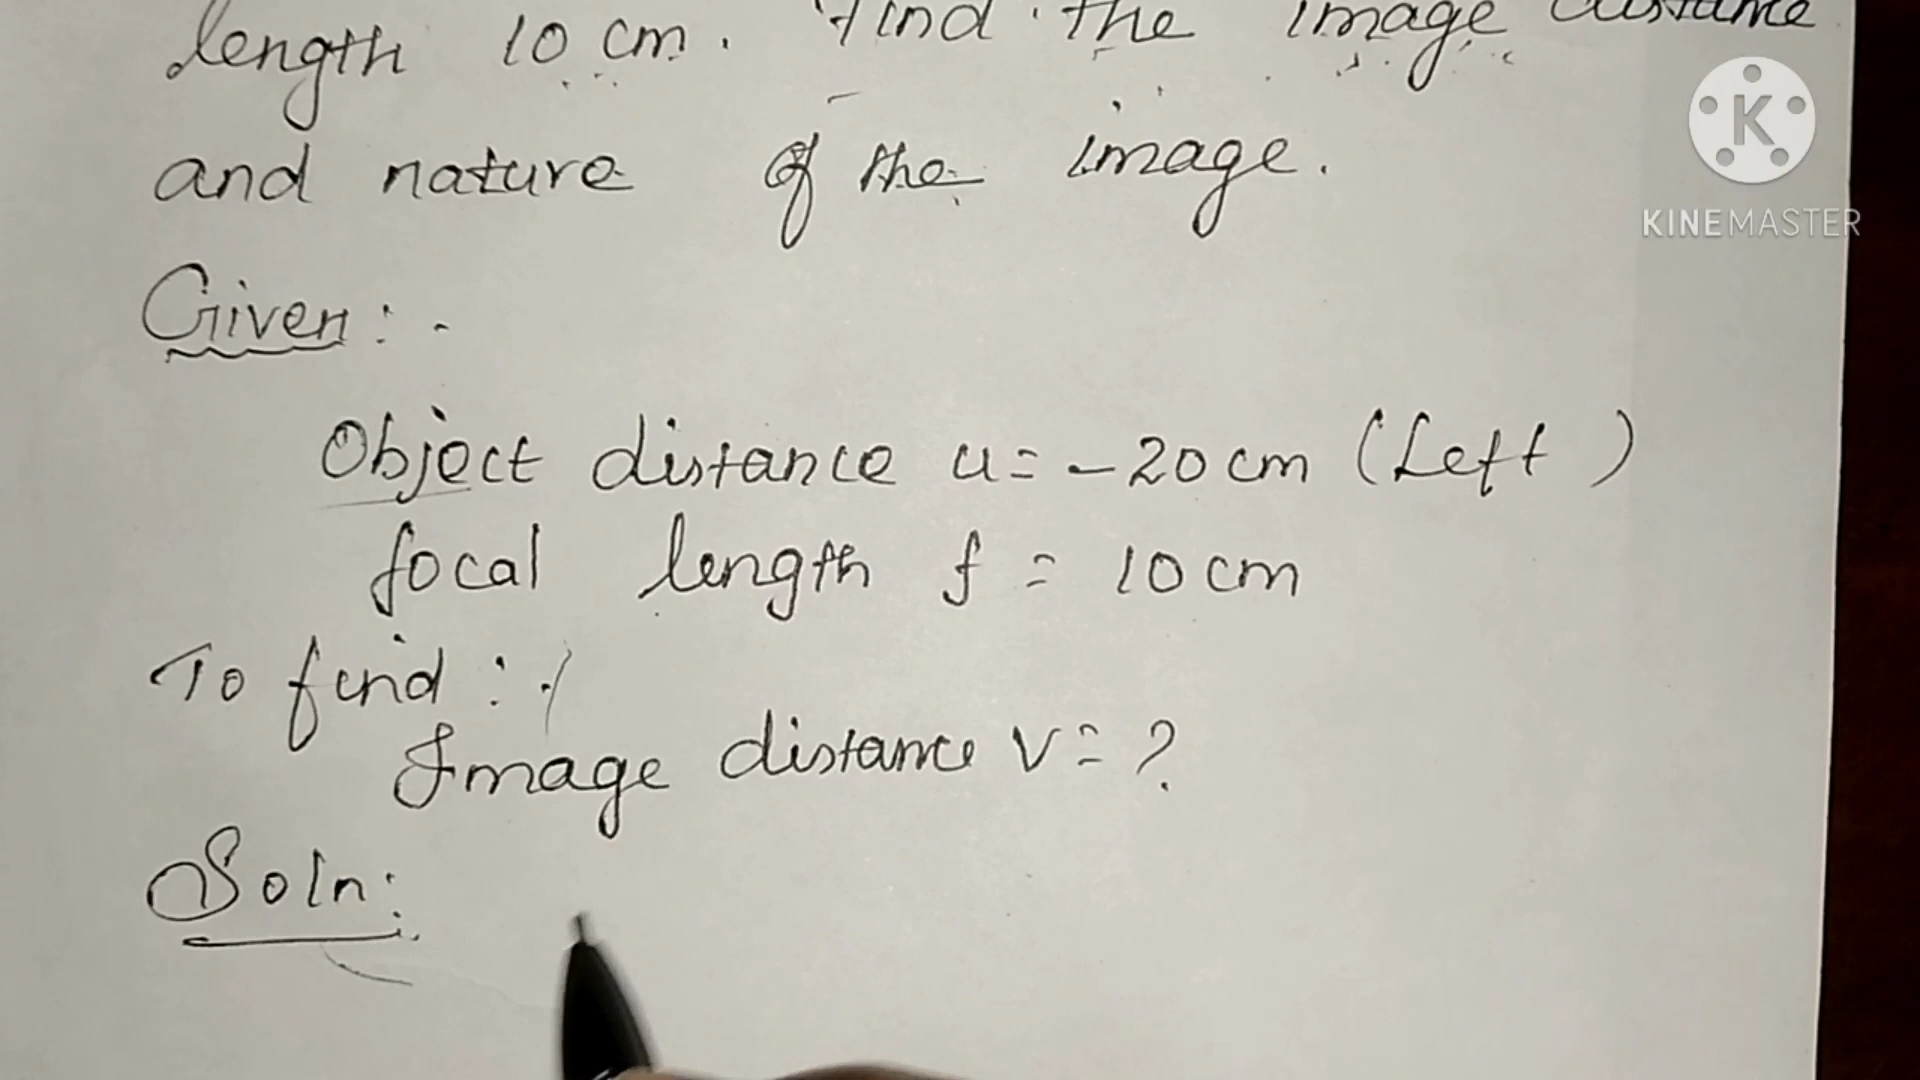 length 10 cm. Find the image distance
and nature of the image.
Given:-
Object distance u = -20 cm (Left)
focal length f = 10 cm
To find:-
Image distance v = ?
Soln:
K
KINEMASTER